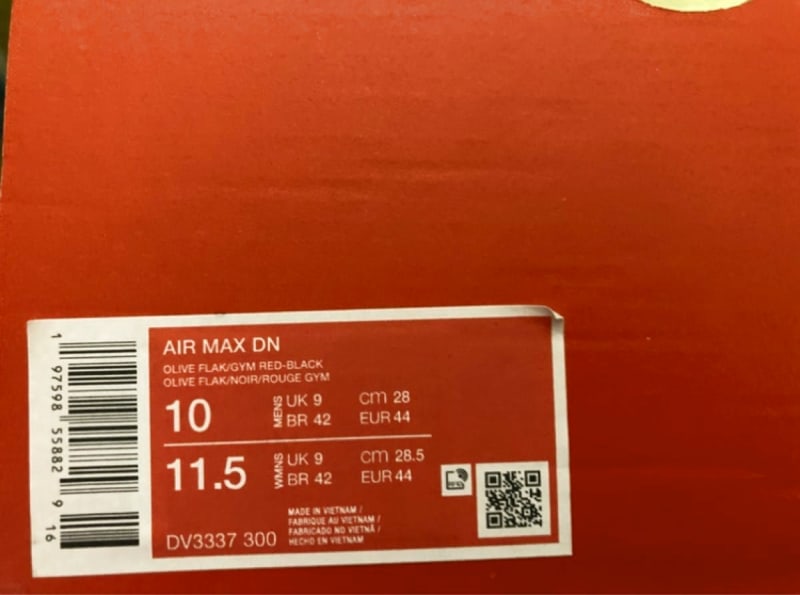 AIR MAX DN
OLIVE FLAK/GYM RED-BLACK
OLIVE FLAK/NOIR/ROUGE GYM
10 MENS UK 9 cm 28
BR 42 EUR 44
11.5 WMNS UK 9 cm 28.5
BR 42 EUR 44
DV3337 300
MADE IN VIETNAM /
FABRIQUE AU VIETNAM /
FABRICADO NO VIETNÃ /
HECHO EN VIETNAM
1 97598 55882 9 16